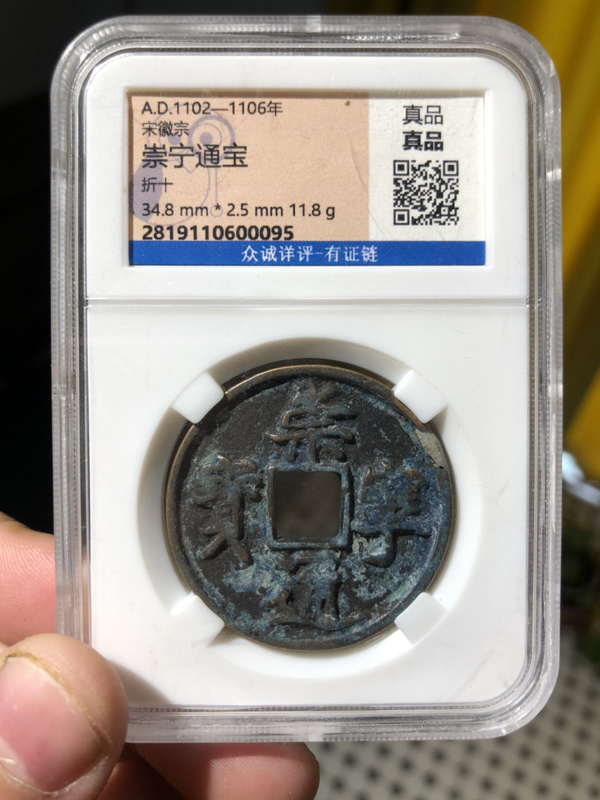 A.D.1102—1106年
宋徽宗
崇宁通宝
折十
34.8 mm * 2.5 mm 11.8 g
2819110600095
真品
真品
众诚详评-有证链
崇寧通寳